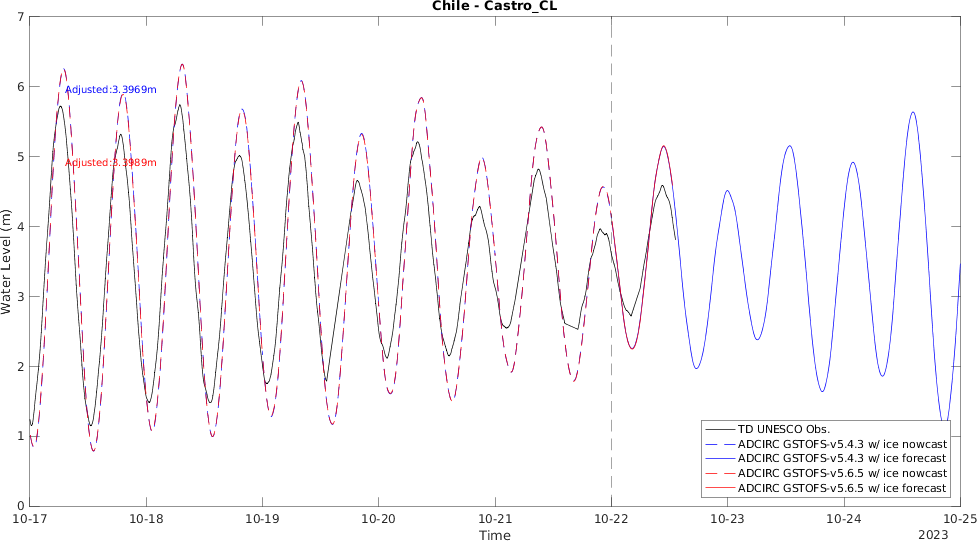 Chile - Castro_CL
7
6
5
4
3
2
1
0
Water Level (m)
Adjusted:3.3969m
Adjusted:3.3989m
TD UNESCO Obs.
ADCIRC GSTOFS-v5.4.3 w/ ice nowcast
ADCIRC GSTOFS-v5.4.3 w/ ice forecast
ADCIRC GSTOFS-v5.6.5 w/ ice nowcast
ADCIRC GSTOFS-v5.6.5 w/ ice forecast
10-17 10-18 10-19 10-20 10-21 10-22 10-23 10-24 10-25
Time
2023